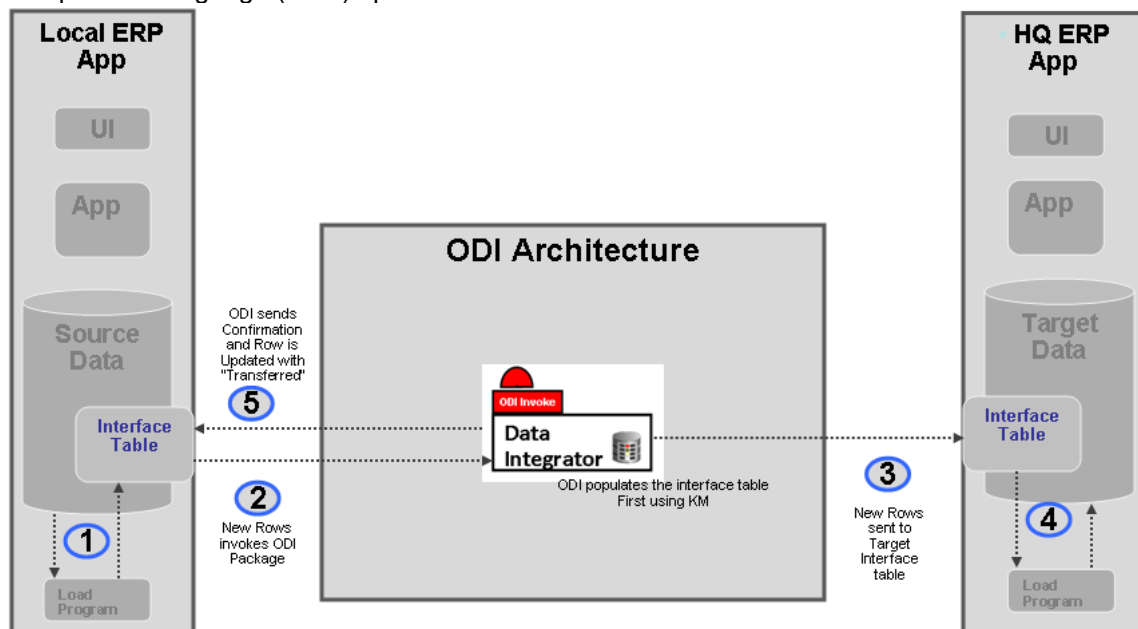 Local ERP
App
UI
App
Source
Data
Interface
Table
1
Load
Program
ODI Architecture
ODI sends
Confirmation
and Row is
Updated with
"Transferred"
5
2
New Rows
invokes ODI
Package
ODI Invoke
Data
Integrator
ODI populates the interface table
First using KM
3
New Rows
sent to
Target
Interface
table
HQ ERP
App
UI
App
Target
Data
Interface
Table
4
Load
Program